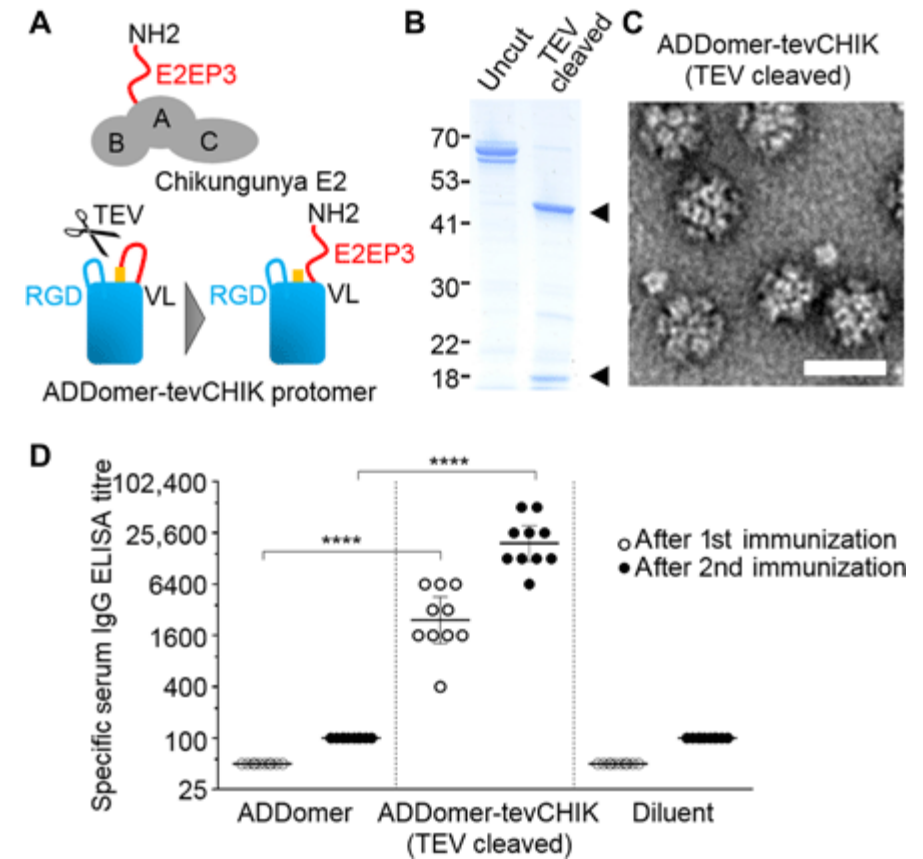 A
NH2
E2EP3
A
B
C
Chikungunya E2
TEV
NH2
E2EP3
RGD
VL
RGD
VL
ADDomer-tevCHIK protomer
B
Uncut
TEV
cleaved
70
53
41
30
22
18
C
ADDomer-tevCHIK
(TEV cleaved)
D
Specific serum IgG ELISA titre
102,400
25,600
6400
1600
400
100
25
****
****
After 1st immunization
After 2nd immunization
ADDomer
ADDomer-tevCHIK
(TEV cleaved)
Diluent